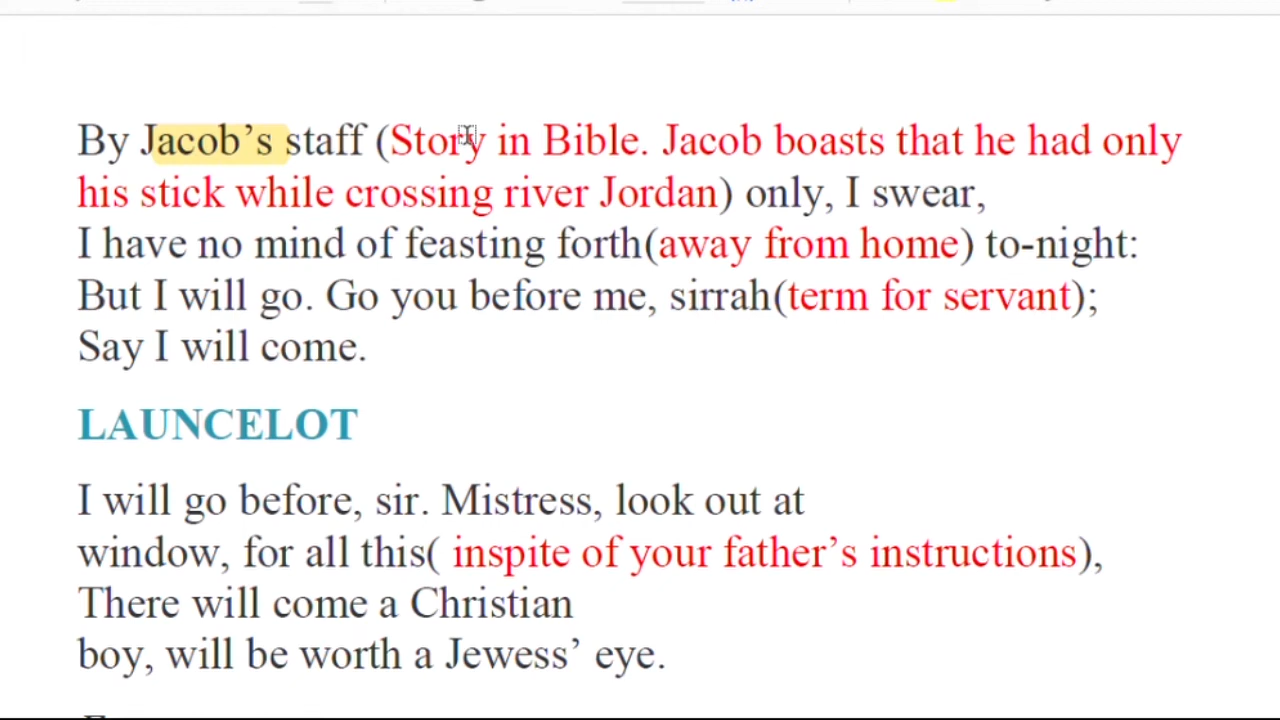 By Jacob’s staff (Story in Bible. Jacob boasts that he had only
his stick while crossing river Jordan) only, I swear,
I have no mind of feasting forth(away from home) to-night:
But I will go. Go you before me, sirrah(term for servant);
Say I will come.
LAUNCELOT
I will go before, sir. Mistress, look out at
window, for all this( inspite of your father’s instructions),
There will come a Christian
boy, will be worth a Jewess’ eye.